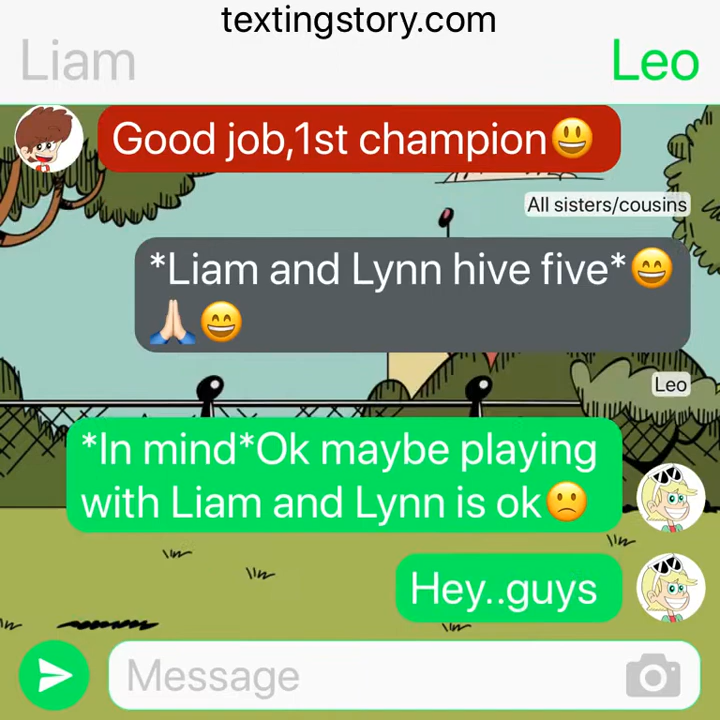 textingstory.com
Liam
Leo
Good job,1st champion😃
All sisters/cousins
*Liam and Lynn hive five*😄
🙏🏻😄
Leo
*In mind*Ok maybe playing
with Liam and Lynn is ok🙁
Hey..guys
Message